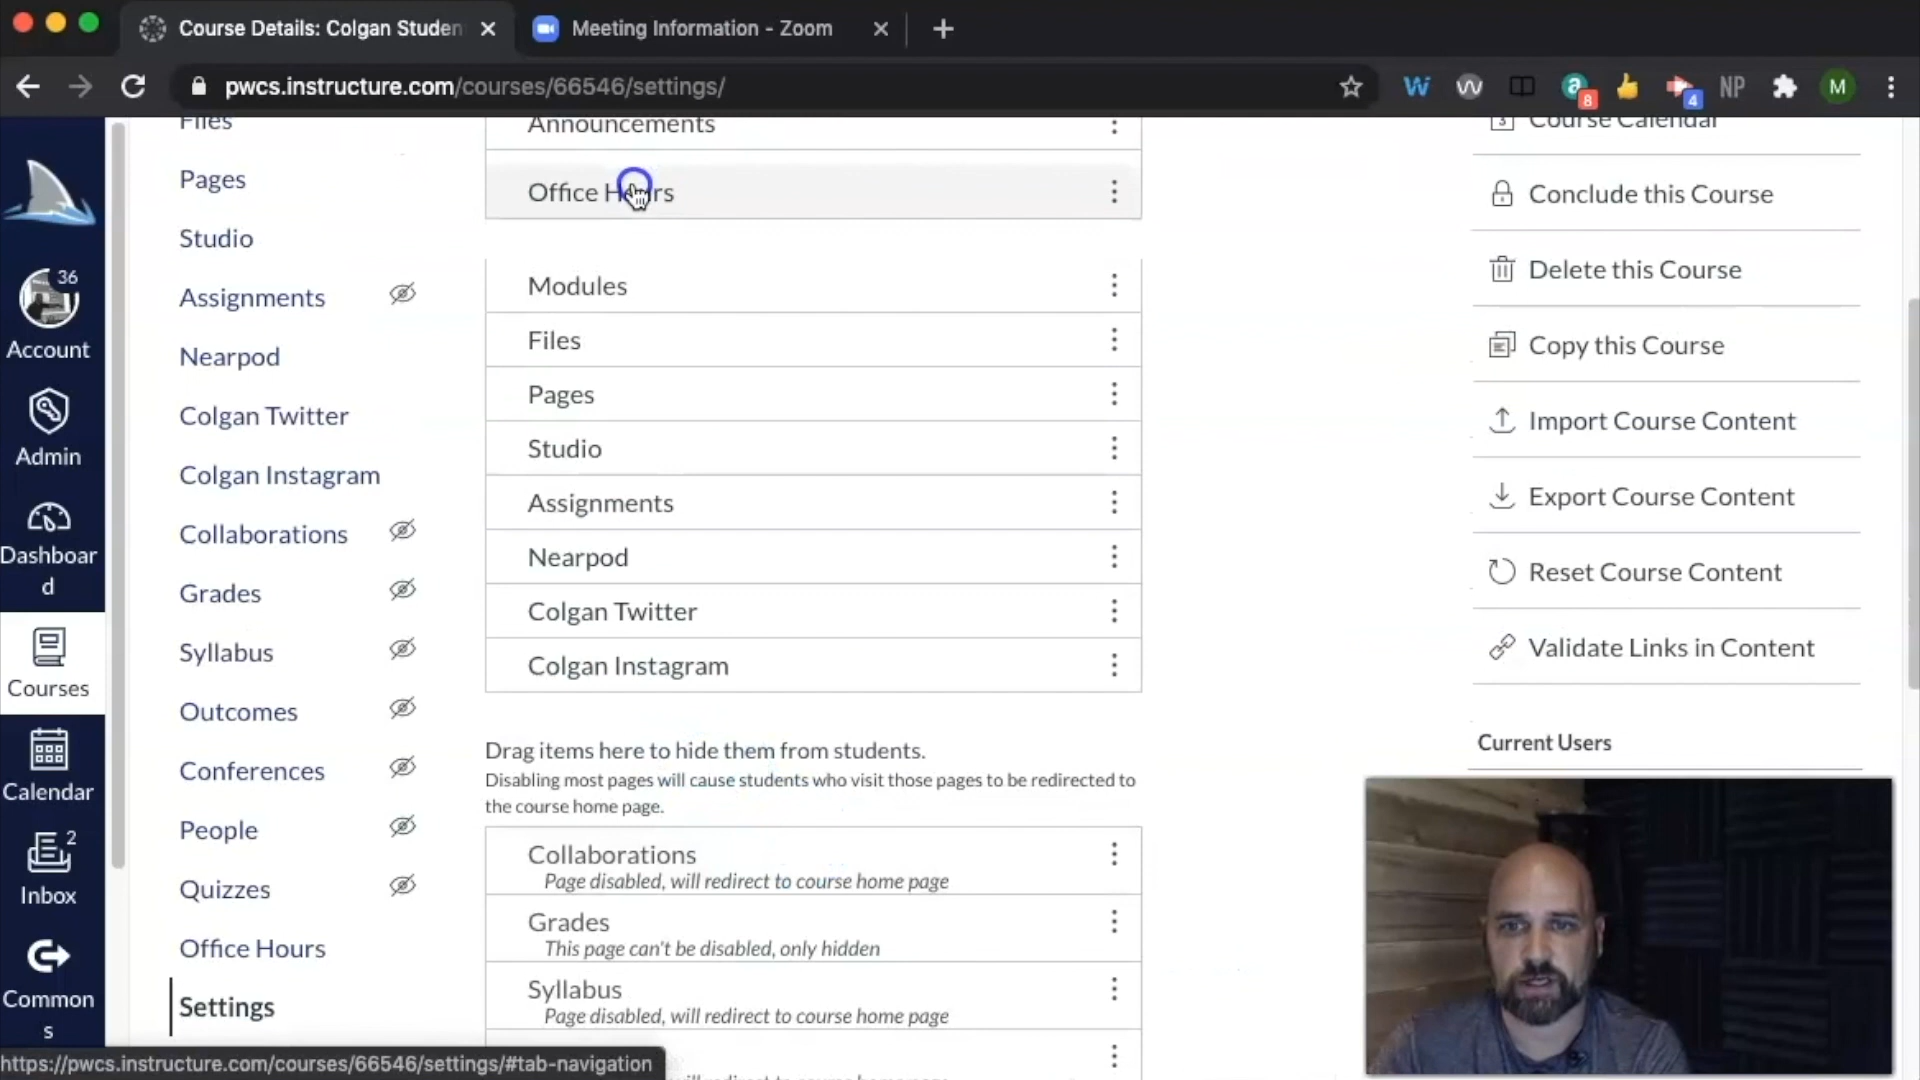 Course Details: Colgan Studen
Meeting Information - Zoom
pwcs.instructure.com/courses/66546/settings/
8
4
NP
M
36
Account
Admin
Dashboar
d
Courses
Calendar
2
Inbox
Common
s
Files
Pages
Studio
Assignments
Nearpod
Colgan Twitter
Colgan Instagram
Collaborations
Grades
Syllabus
Outcomes
Conferences
People
Quizzes
Office Hours
Settings
Announcements
Office Hours
Modules
Files
Pages
Studio
Assignments
Nearpod
Colgan Twitter
Colgan Instagram
Drag items here to hide them from students.
Disabling most pages will cause students who visit those pages to be redirected to
the course home page.
Collaborations
Page disabled, will redirect to course home page
Grades
This page can't be disabled, only hidden
Syllabus
Page disabled, will redirect to course home page
Course Calendar
Conclude this Course
Delete this Course
Copy this Course
Import Course Content
Export Course Content
Reset Course Content
Validate Links in Content
Current Users
https://pwcs.instructure.com/courses/66546/settings/#tab-navigation